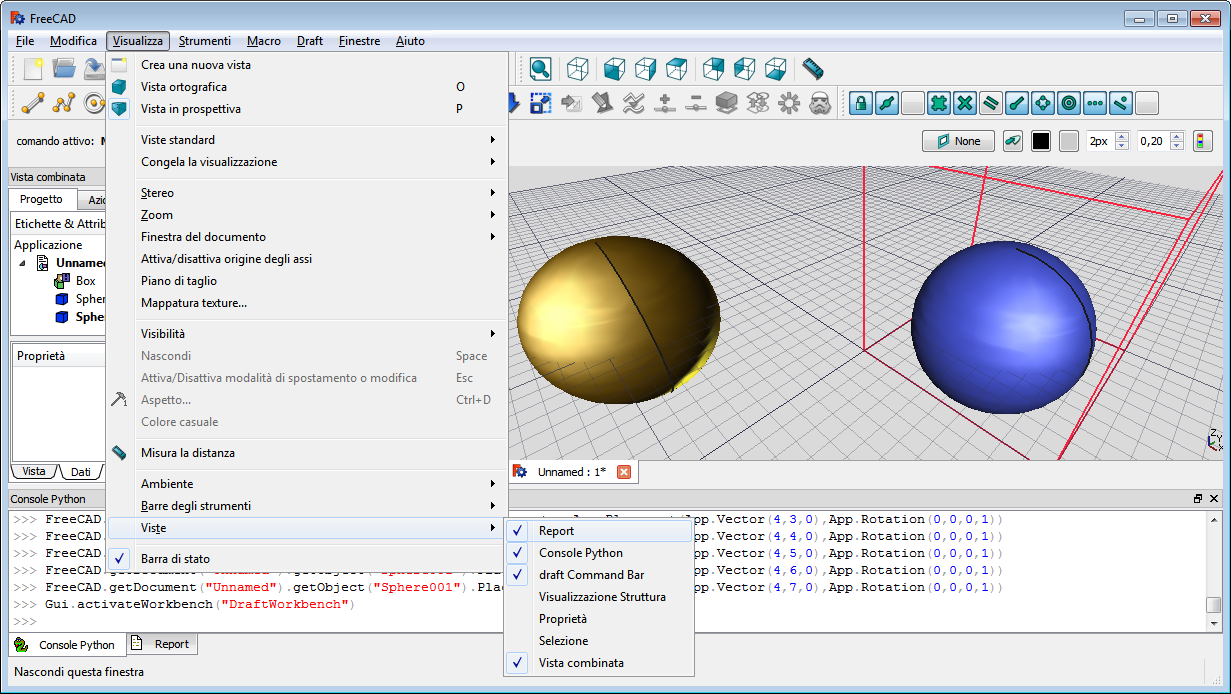 FreeCAD
File Modifica Visualizza Strumenti Macro Draft Finestre Aiuto
Crea una nuova vista
Vista ortografica O
Vista in prospettiva P
Viste standard
Congela la visualizzazione
Stereo
Zoom
Finestra del documento
Attiva/disattiva origine degli assi
Piano di taglio
Mappatura texture...
Visibilità
Nascondi Space
Attiva/Disattiva modalità di spostamento o modifica Esc
Aspetto... Ctrl+D
Colore casuale
Misura la distanza
Ambiente
Barre degli strumenti
Viste
Barra di stato
Report
Console Python
draft Command Bar
Visualizzazione Struttura
Proprietà
Selezione
Vista combinata
comando attivo:
None 2px 0,20
Vista combinata
Progetto
Etichette & Attrib
Applicazione
Unnamed
Box
Spher
Sphe
Proprietà
Vista Dati
Z
Y
X
Unnamed : 1*
Console Python
>>> FreeCAD. App.Vector(4,3,0),App.Rotation(0,0,0,1))
>>> FreeCAD. pp.Vector(4,4,0),App.Rotation(0,0,0,1))
>>> FreeCAD. pp.Vector(4,5,0),App.Rotation(0,0,0,1))
>>> FreeCAD. pp.Vector(4,6,0),App.Rotation(0,0,0,1))
>>> FreeCAD.getDocument("Unnamed").getObject("Sphere001").Pla pp.Vector(4,7,0),App.Rotation(0,0,0,1))
>>> Gui.activateWorkbench("DraftWorkbench")
>>>
Console Python Report
Nascondi questa finestra